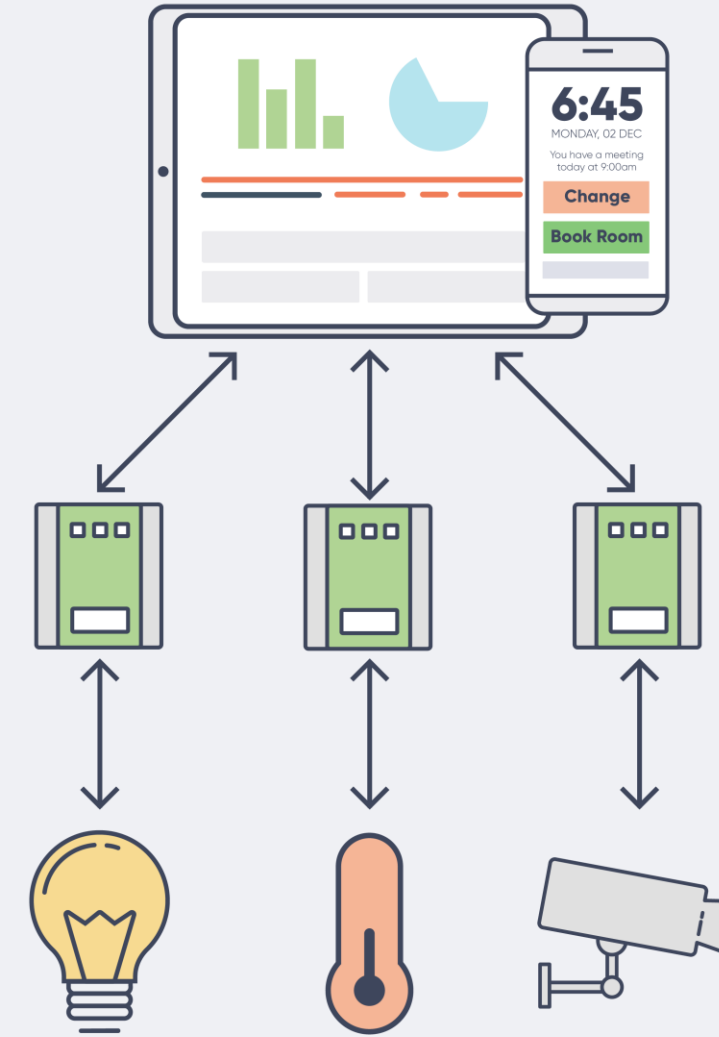 6:45
MONDAY, 02 DEC
You have a meeting
today at 9:00am
Change
Book Room